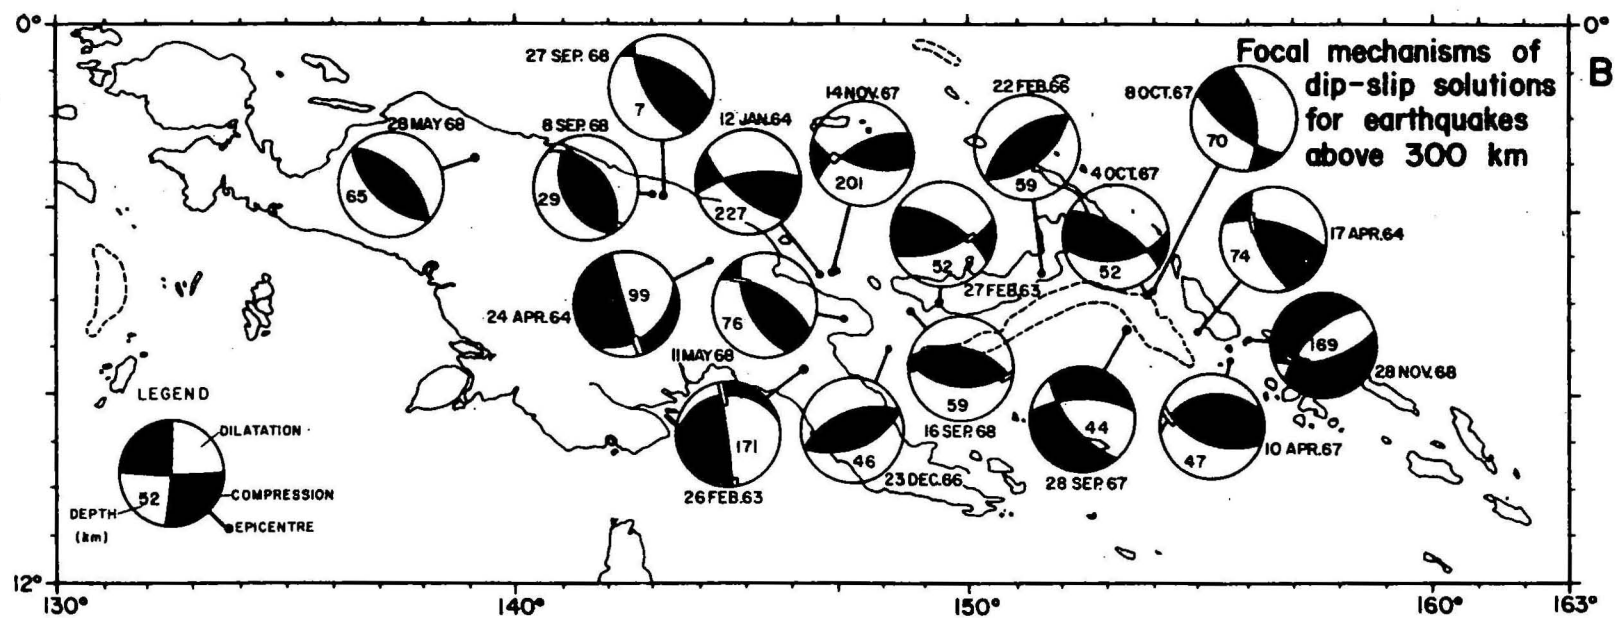 0°
0°
B
Focal mechanisms of
dip-slip solutions
for earthquakes
above 300 km
27 SEP. 68
7
28 MAY 68
65
8 SEP. 68
29
12 JAN. 64
227
14 NOV. 67
201
22 FEB. 66
59
8 OCT. 67
70
4 OCT. 67
52
17 APR. 64
74
52
27 FEB. 63
24 APR. 64
99
76
11 MAY 68
171
26 FEB. 63
46
23 DEC. 66
59
16 SEP. 68
44
28 SEP. 67
169
28 NOV. 68
47
10 APR. 67
LEGEND
DILATATION
52
COMPRESSION
DEPTH
(km)
EPICENTRE
12°
12°
130°
140°
150°
160°
163°